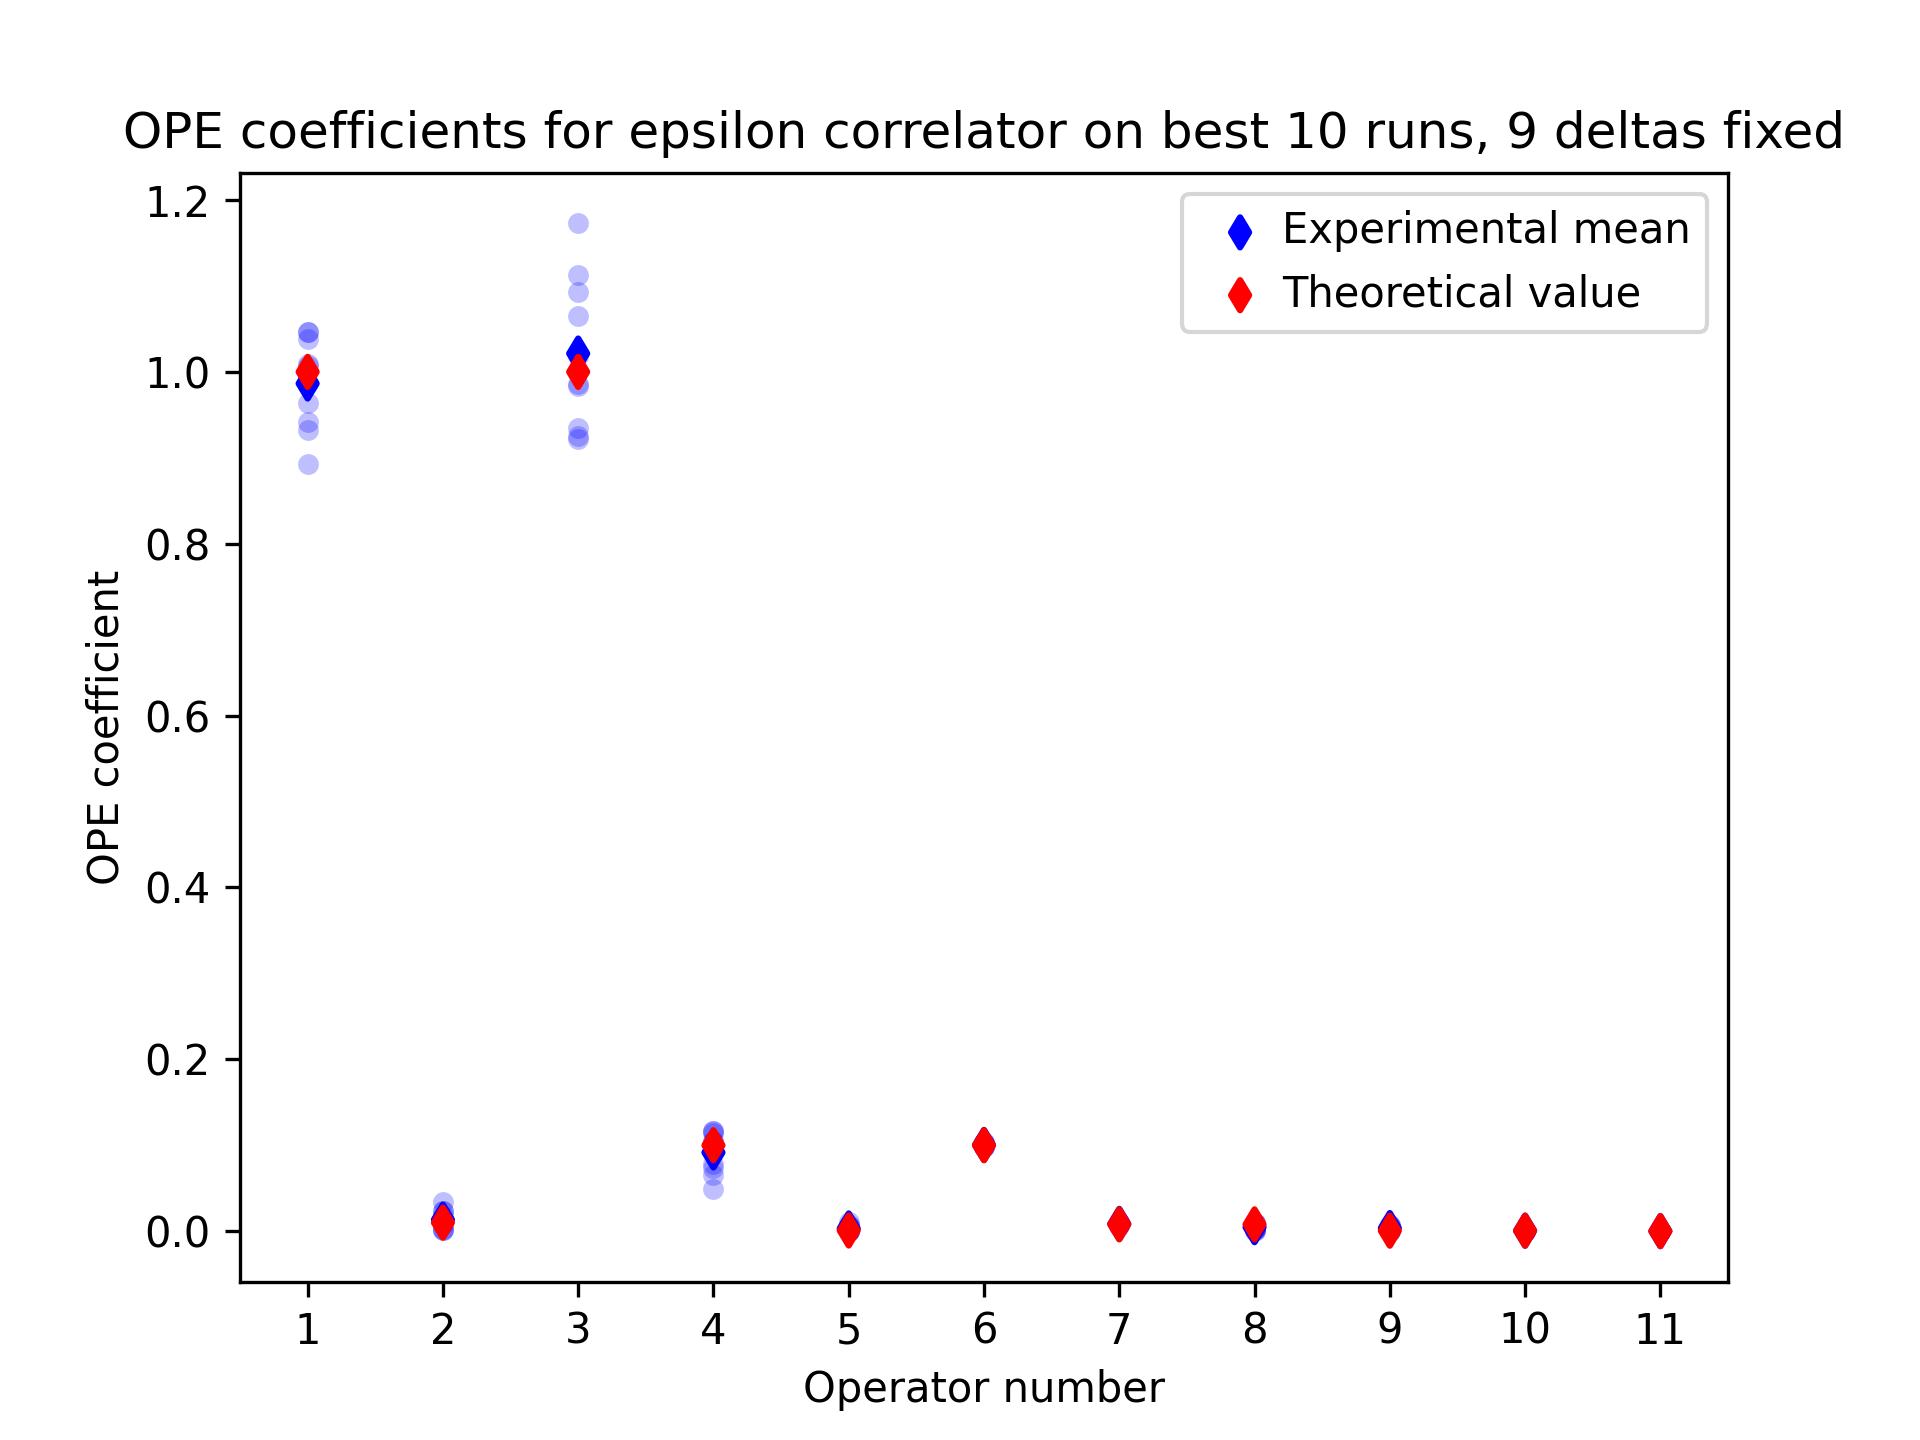 OPE coefficients for epsilon correlator on best 10 runs, 9 deltas fixed
Experimental mean
Theoretical value
OPE coefficient
1.2
1.0
0.8
0.6
0.4
0.2
0.0
1 2 3 4 5 6 7 8 9 10 11
Operator number